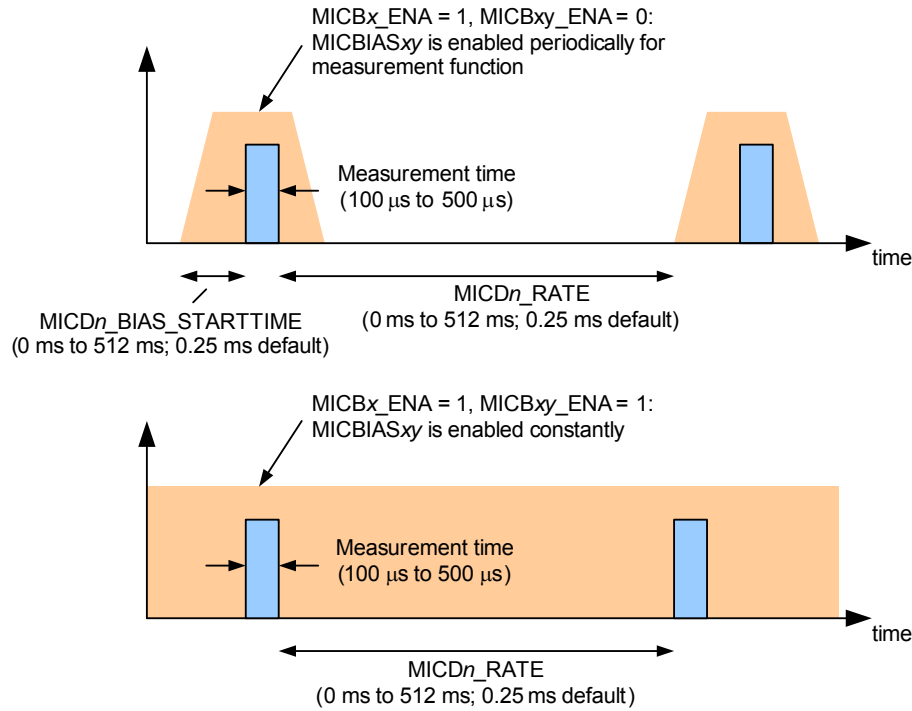 MICBx_ENA = 1, MICBxy_ENA = 0:
MICBIASxy is enabled periodically for
measurement function
Measurement time
(100 μs to 500 μs)
time
MICDn_RATE
(0 ms to 512 ms; 0.25 ms default)
MICDn_BIAS_STARTTIME
(0 ms to 512 ms; 0.25 ms default)
MICBx_ENA = 1, MICBxy_ENA = 1:
MICBIASxy is enabled constantly
Measurement time
(100 μs to 500 μs)
time
MICDn_RATE
(0 ms to 512 ms; 0.25 ms default)